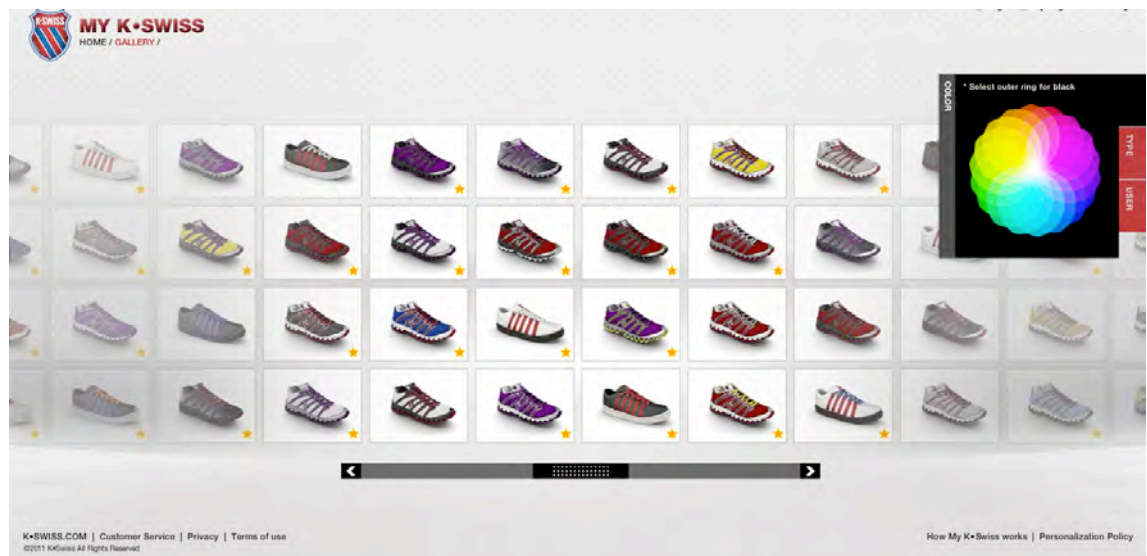 K•SWISS
MY K•SWISS
HOME / GALLERY /
* Select outer ring for black
COLOR
TYPE
USER
K•SWISS.COM | Customer Service | Privacy | Terms of use
©2011 K•Swiss All Rights Reserved
How My K•Swiss works | Personalization Policy